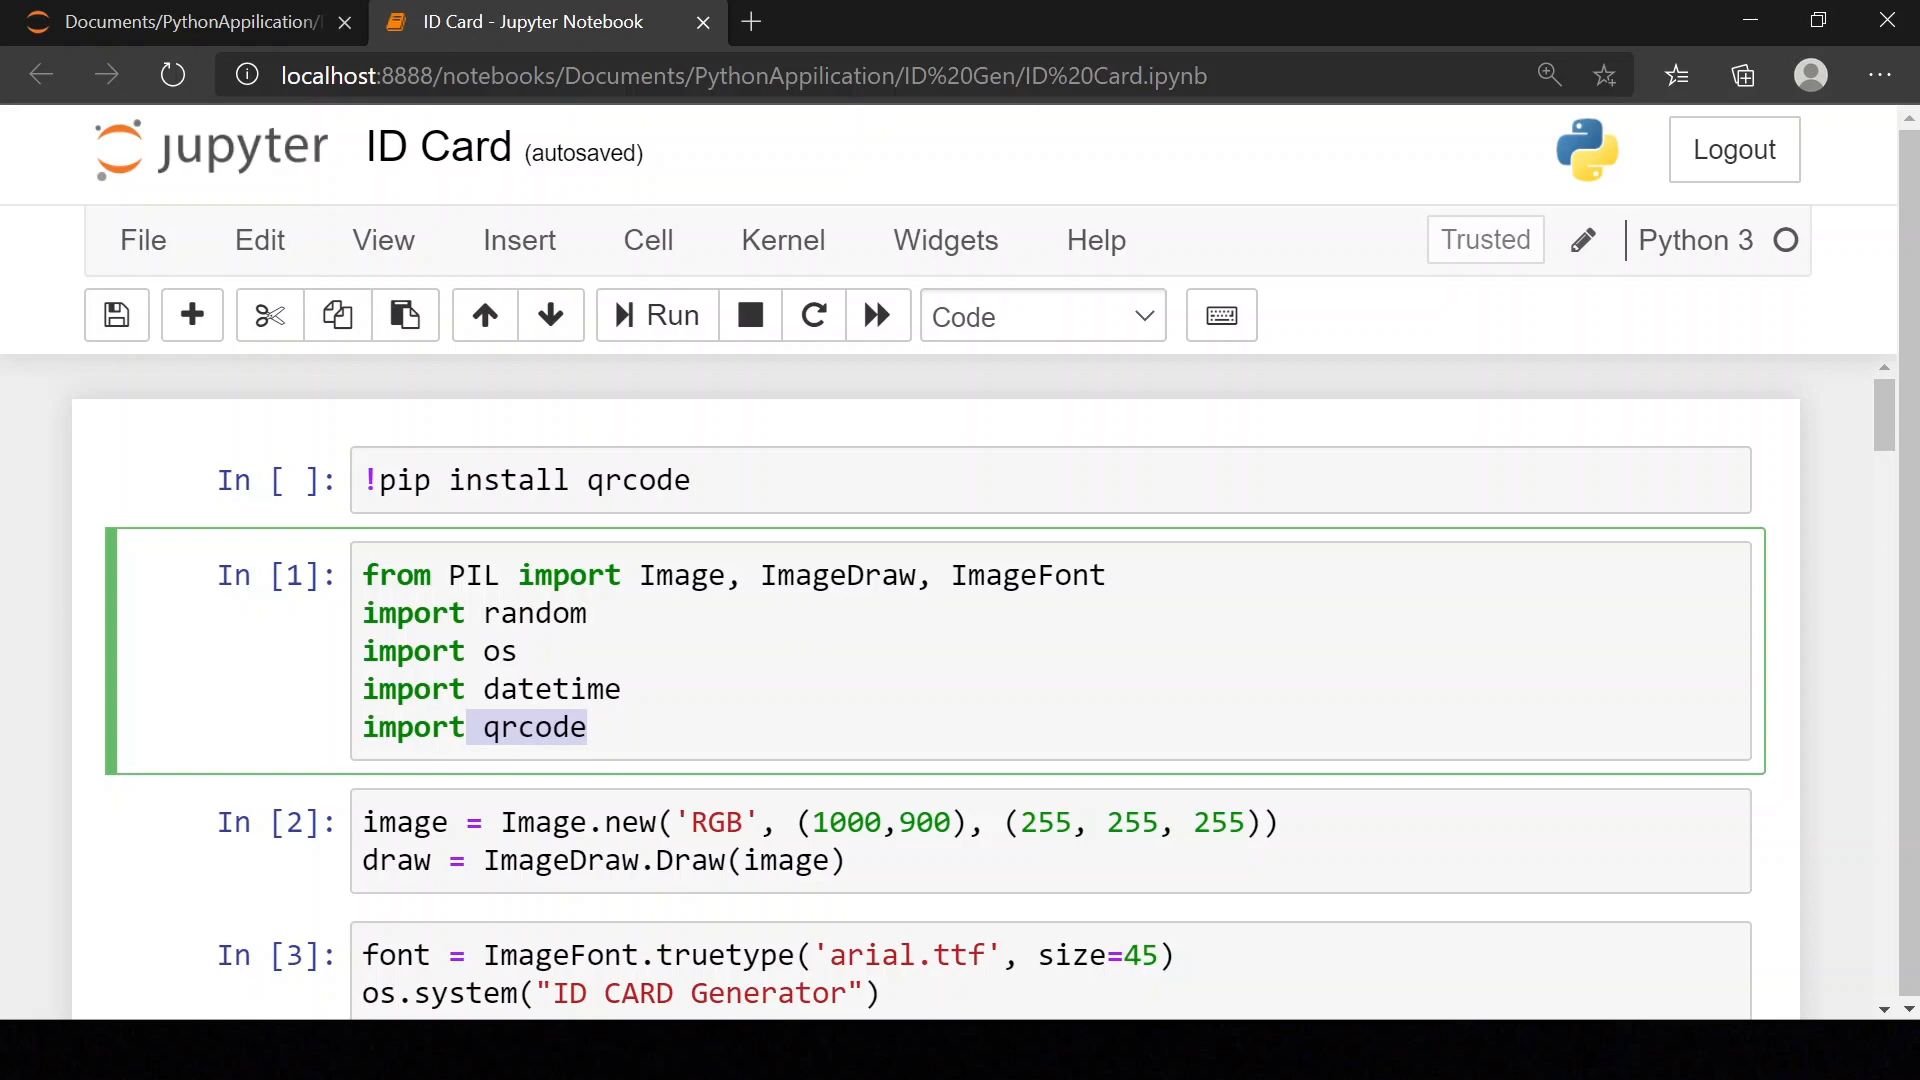 Documents/PythonAppilication/
ID Card - Jupyter Notebook
localhost:8888/notebooks/Documents/PythonAppilication/ID%20Gen/ID%20Card.ipynb
jupyter ID Card (autosaved)
Logout
File Edit View Insert Cell Kernel Widgets Help Trusted Python 3
Run Code
In [ ]: !pip install qrcode
In [1]: from PIL import Image, ImageDraw, ImageFont
import random
import os
import datetime
import qrcode
In [2]: image = Image.new('RGB', (1000,900), (255, 255, 255))
draw = ImageDraw.Draw(image)
In [3]: font = ImageFont.truetype('arial.ttf', size=45)
os.system("ID CARD Generator")